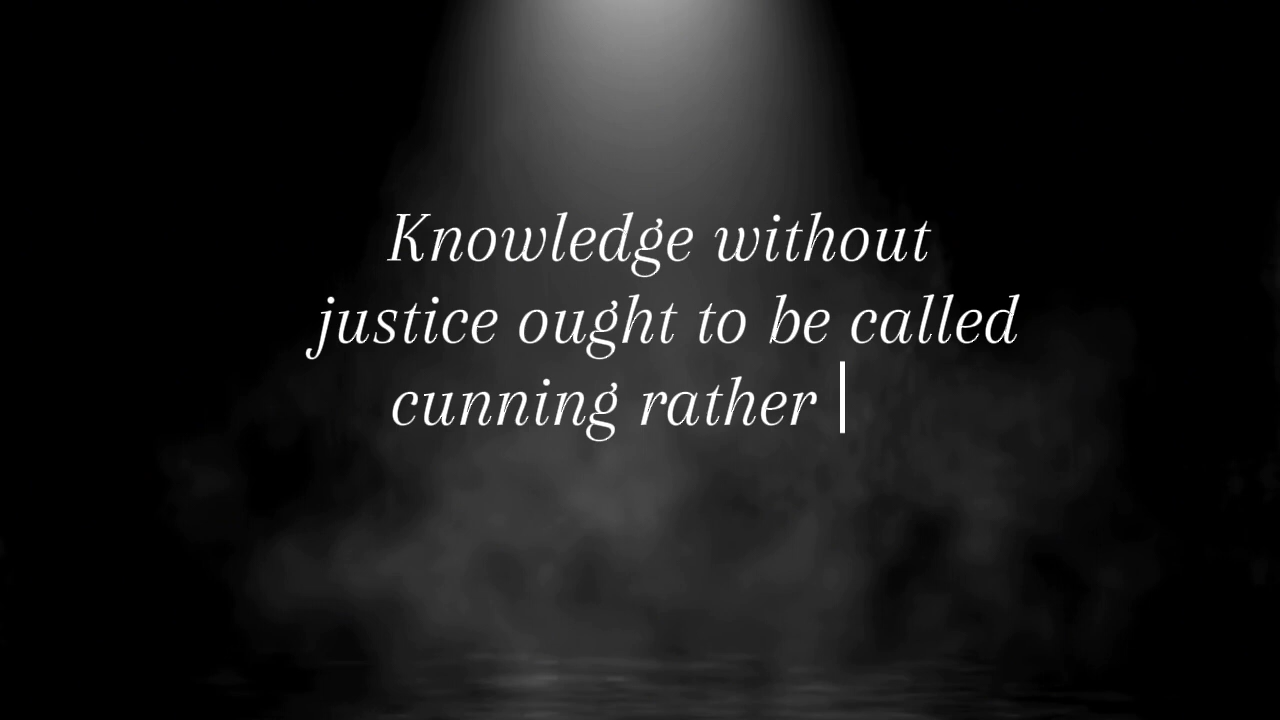 Knowledge without
justice ought to be called
cunning rather